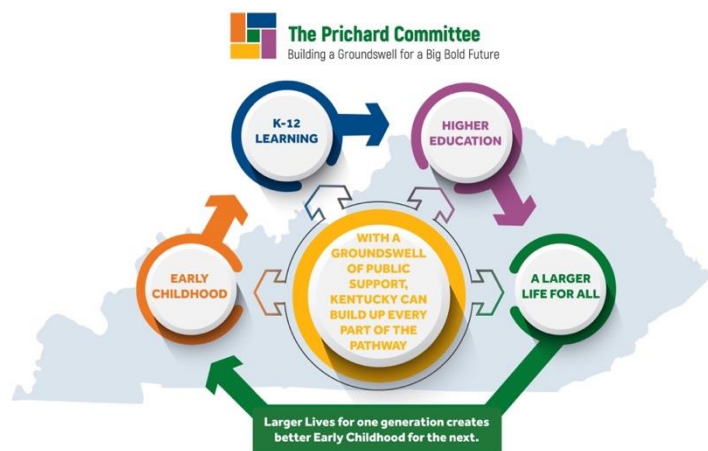 The Prichard Committee
Building a Groundswell for a Big Bold Future
K-12
LEARNING
HIGHER
EDUCATION
EARLY
CHILDHOOD
WITH A
GROUNDSWELL
OF PUBLIC
SUPPORT,
KENTUCKY CAN
BUILD UP EVERY
PART OF THE
PATHWAY
A LARGER
LIFE FOR ALL
Larger Lives for one generation creates
better Early Childhood for the next.